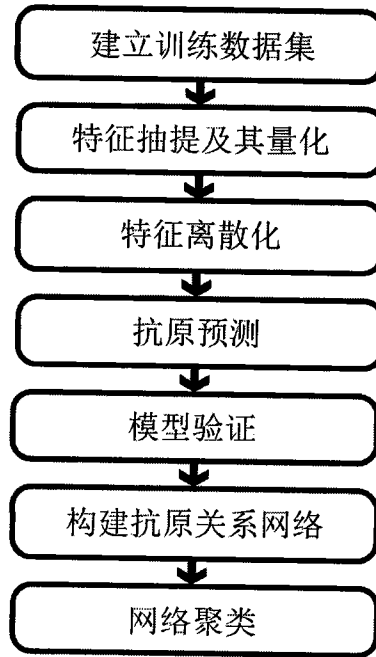 建立训练数据集
特征抽提及其量化
特征离散化
抗原预测
模型验证
构建抗原关系网络
网络聚类